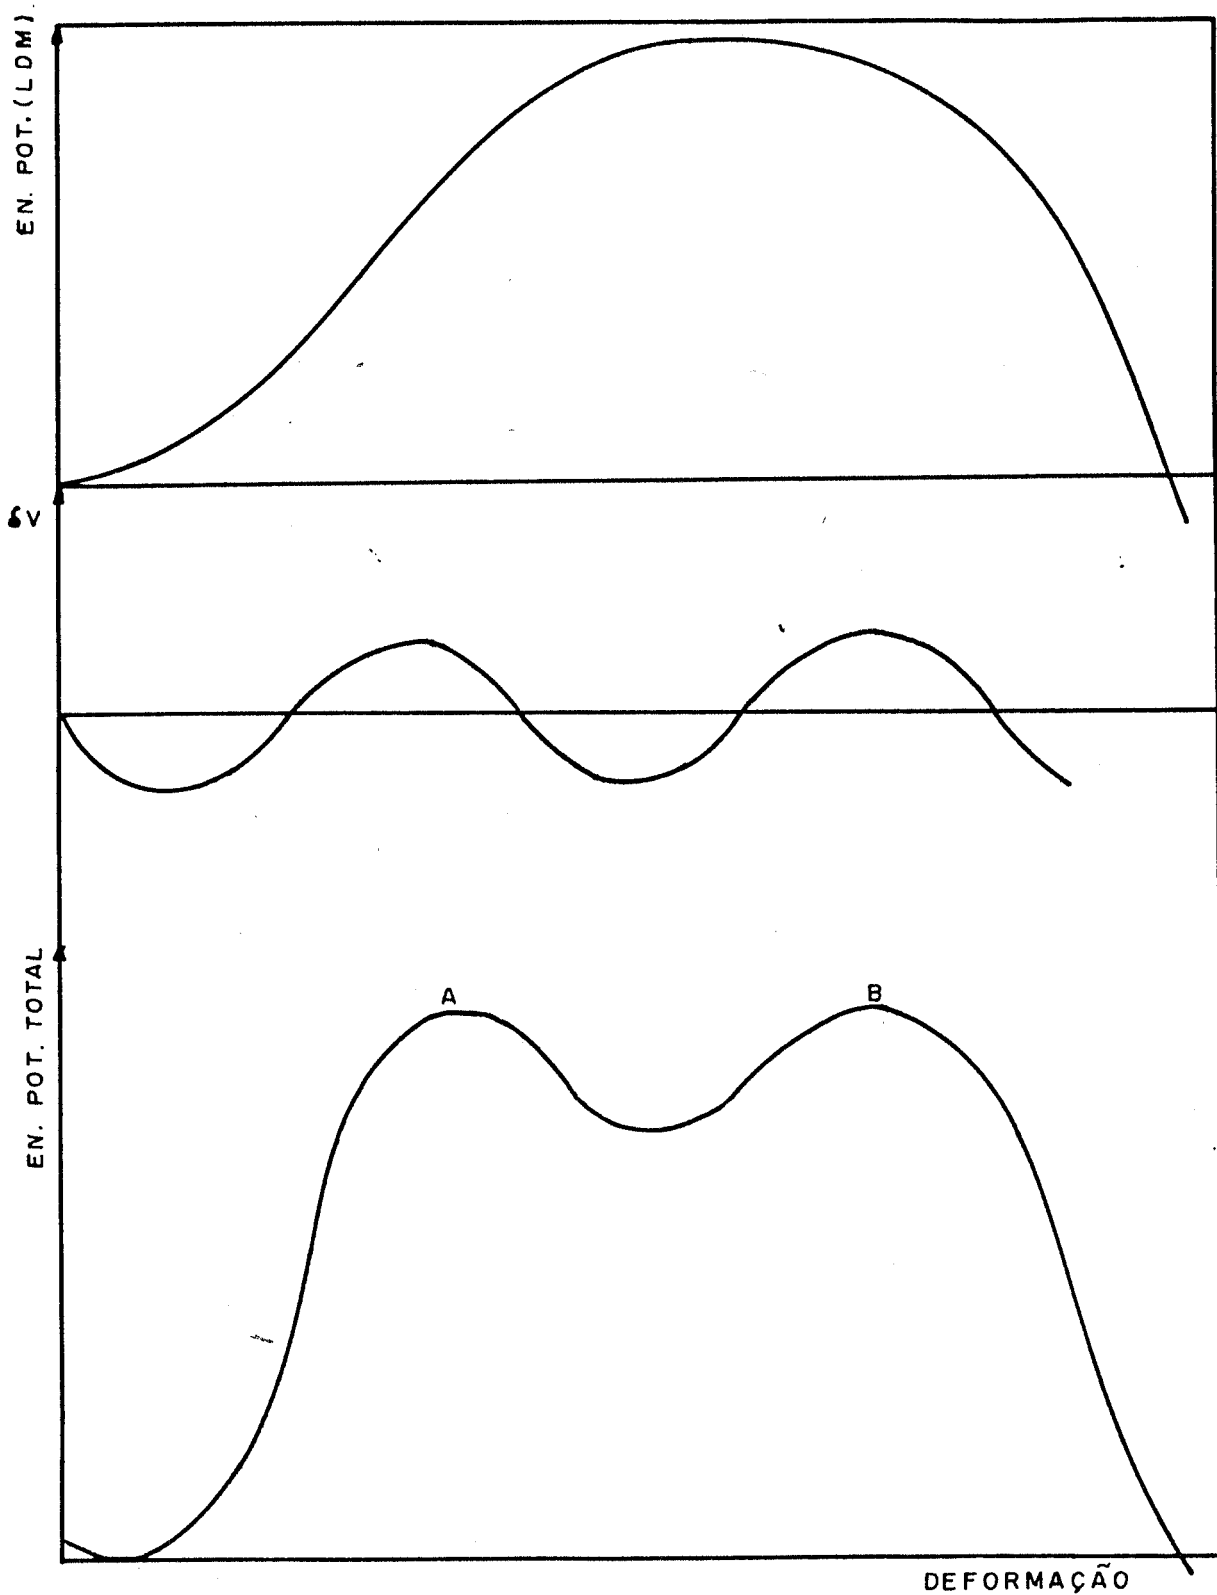 EN. POT. (LDM).
δV
EN. POT. TOTAL
A
B
DEFORMAÇÃO